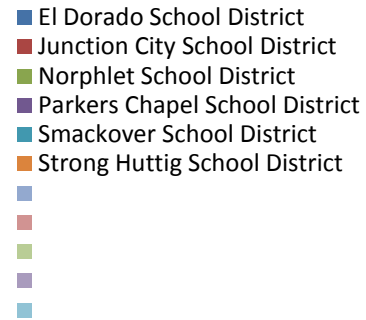 El Dorado School District
Junction City School District
Norphlet School District
Parkers Chapel School District
Smackover School District
Strong Huttig School District